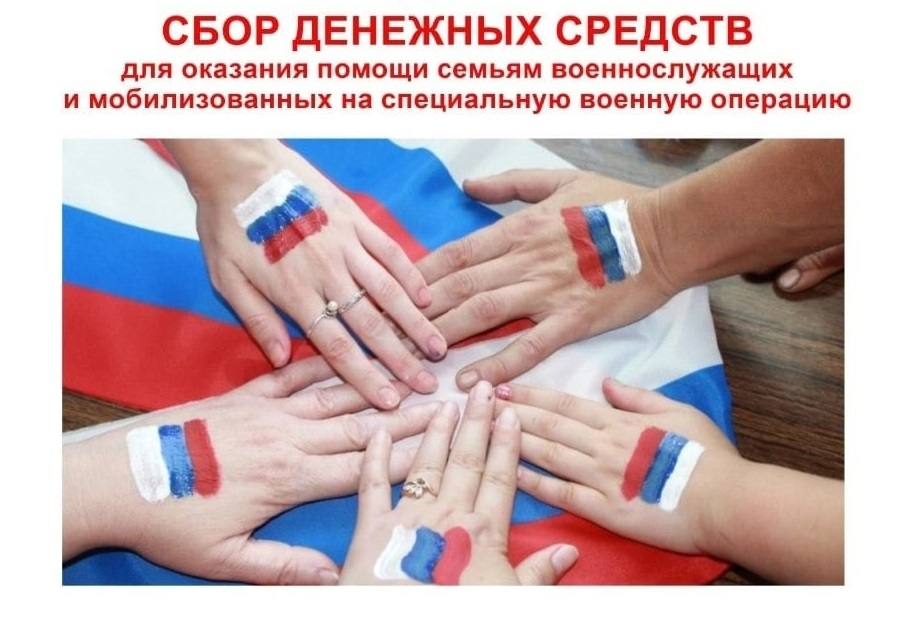 СБОР ДЕНЕЖНЫХ СРЕДСТВ
для оказания помощи семьям военнослужащих
и мобилизованных на специальную военную операцию